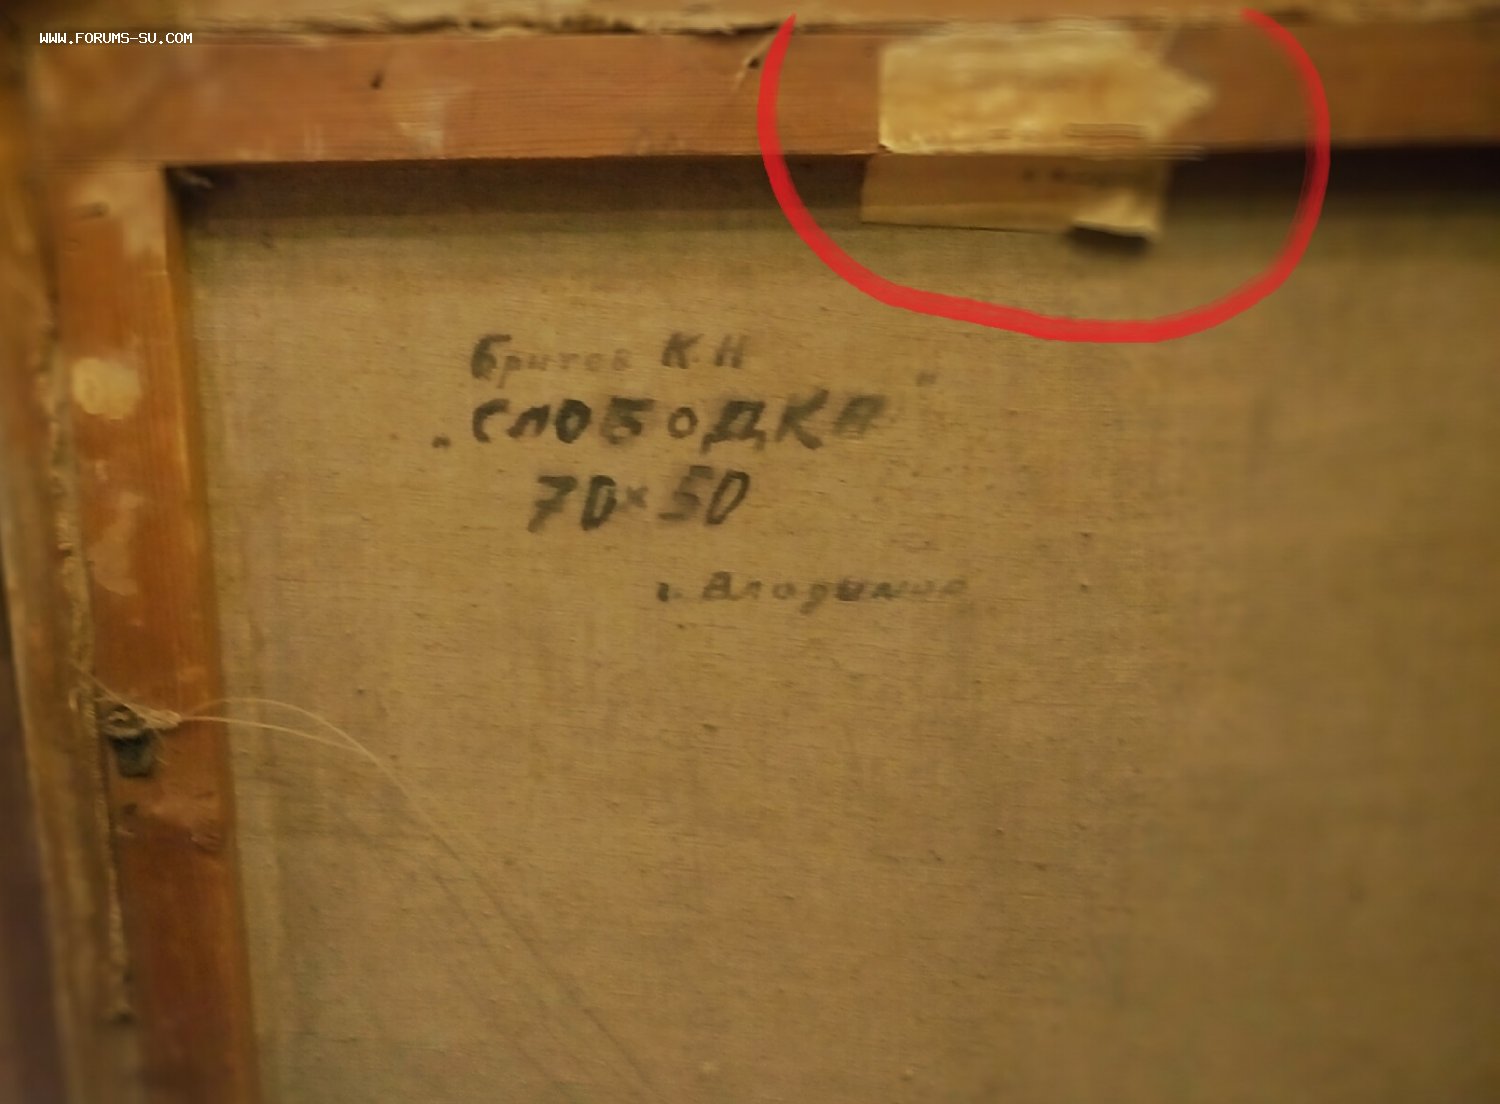 WWW.FORUMS-SU.COM
Бритов К.Н
„СЛОБОДКА"
70×50
г. Владимир